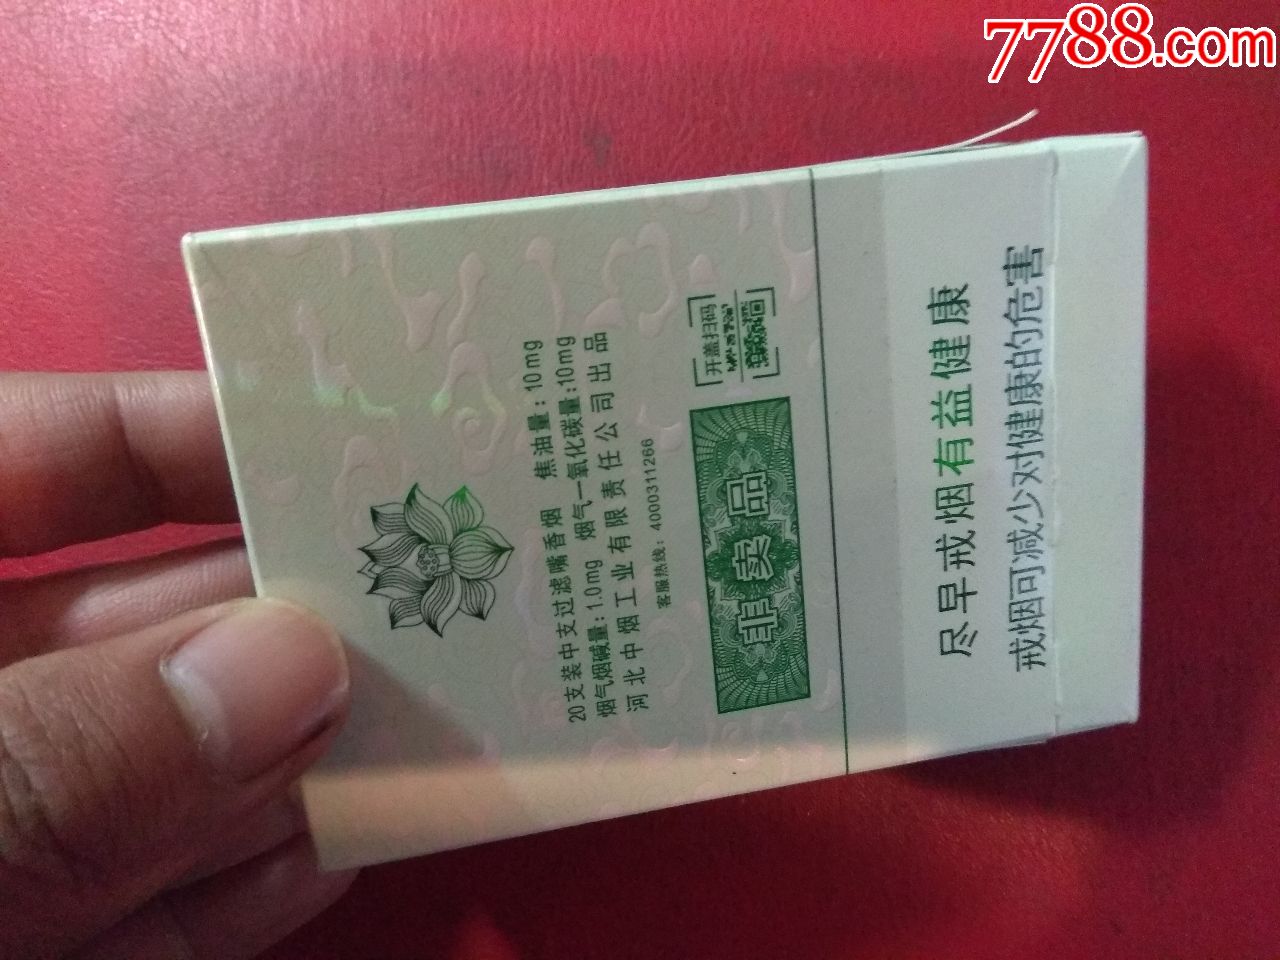 7788.com
尽早戒烟有益健康
戒烟可减少对健康的危害
开盖扫码
非卖品
20支装中支过滤嘴香烟 焦油量:10mg
烟气烟碱量:1.0mg 烟气一氧化碳量:10mg
河北中烟工业有限责任公司出品
客服热线:4000311266